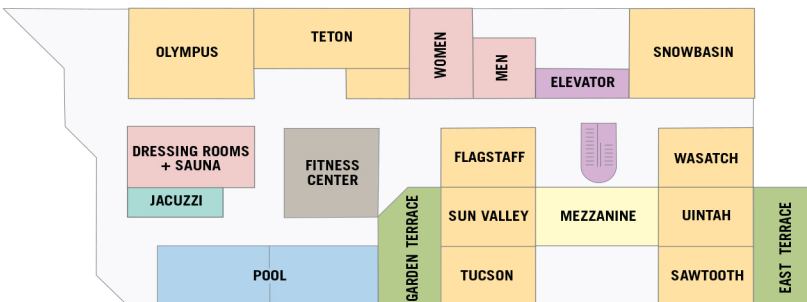 OLYMPUS
TETON
WOMEN
MEN
ELEVATOR
SNOWBASIN
DRESSING ROOMS
+ SAUNA
JACUZZI
FITNESS
CENTER
FLAGSTAFF
WASATCH
GARDEN TERRACE
SUN VALLEY
MEZZANINE
UINTAH
EAST TERRACE
POOL
TUCSON
SAWTOOTH